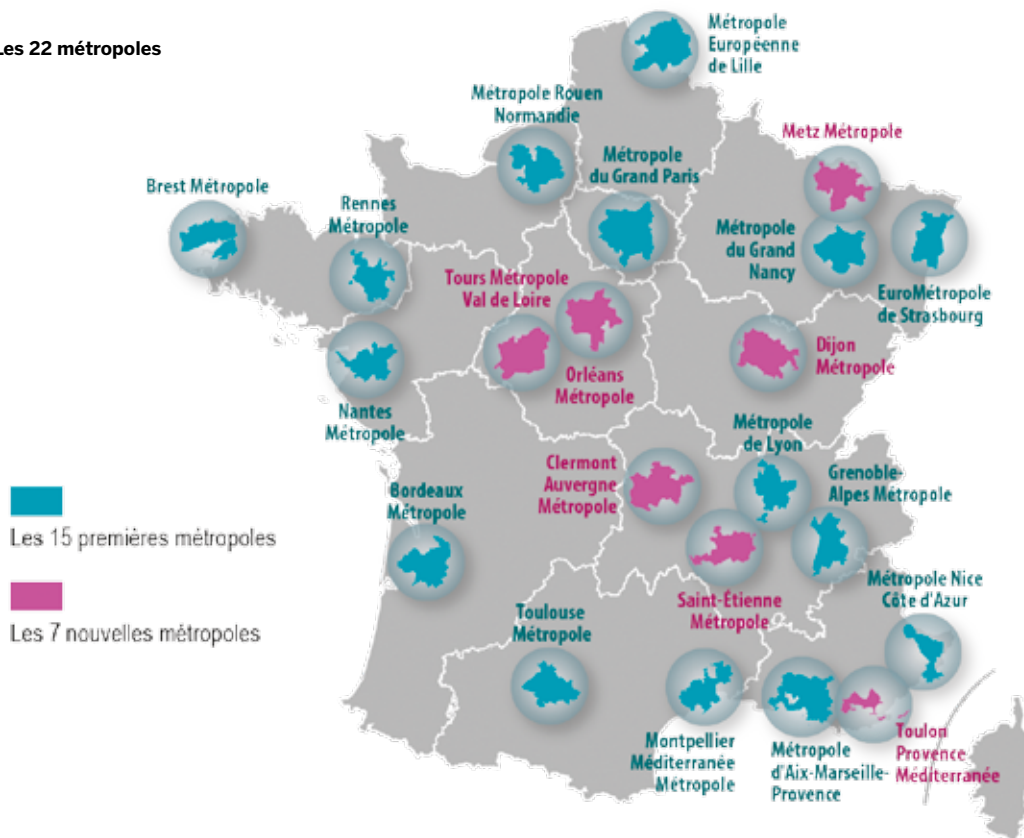 Les 22 métropoles
Métropole
Européenne
de Lille
Métropole Rouen
Normandie
Métropole
du Grand Paris
Metz Métropole
Brest Métropole
Rennes
Métropole
Métropole
du Grand
Nancy
EuroMétropole
de Strasbourg
Tours Métropole
Val de Loire
Orléans
Métropole
Dijon
Métropole
Nantes
Métropole
Métropole
de Lyon
Clermont
Auvergne
Métropole
Grenoble-
Alpes Métropole
Bordeaux
Métropole
Les 15 premières métropoles
Les 7 nouvelles métropoles
Saint-Étienne
Métropole
Métropole Nice
Côte d'Azur
Toulouse
Métropole
Montpellier
Méditerranée
Métropole
Métropole
d'Aix-Marseille-
Provence
Toulon
Provence
Méditerranée